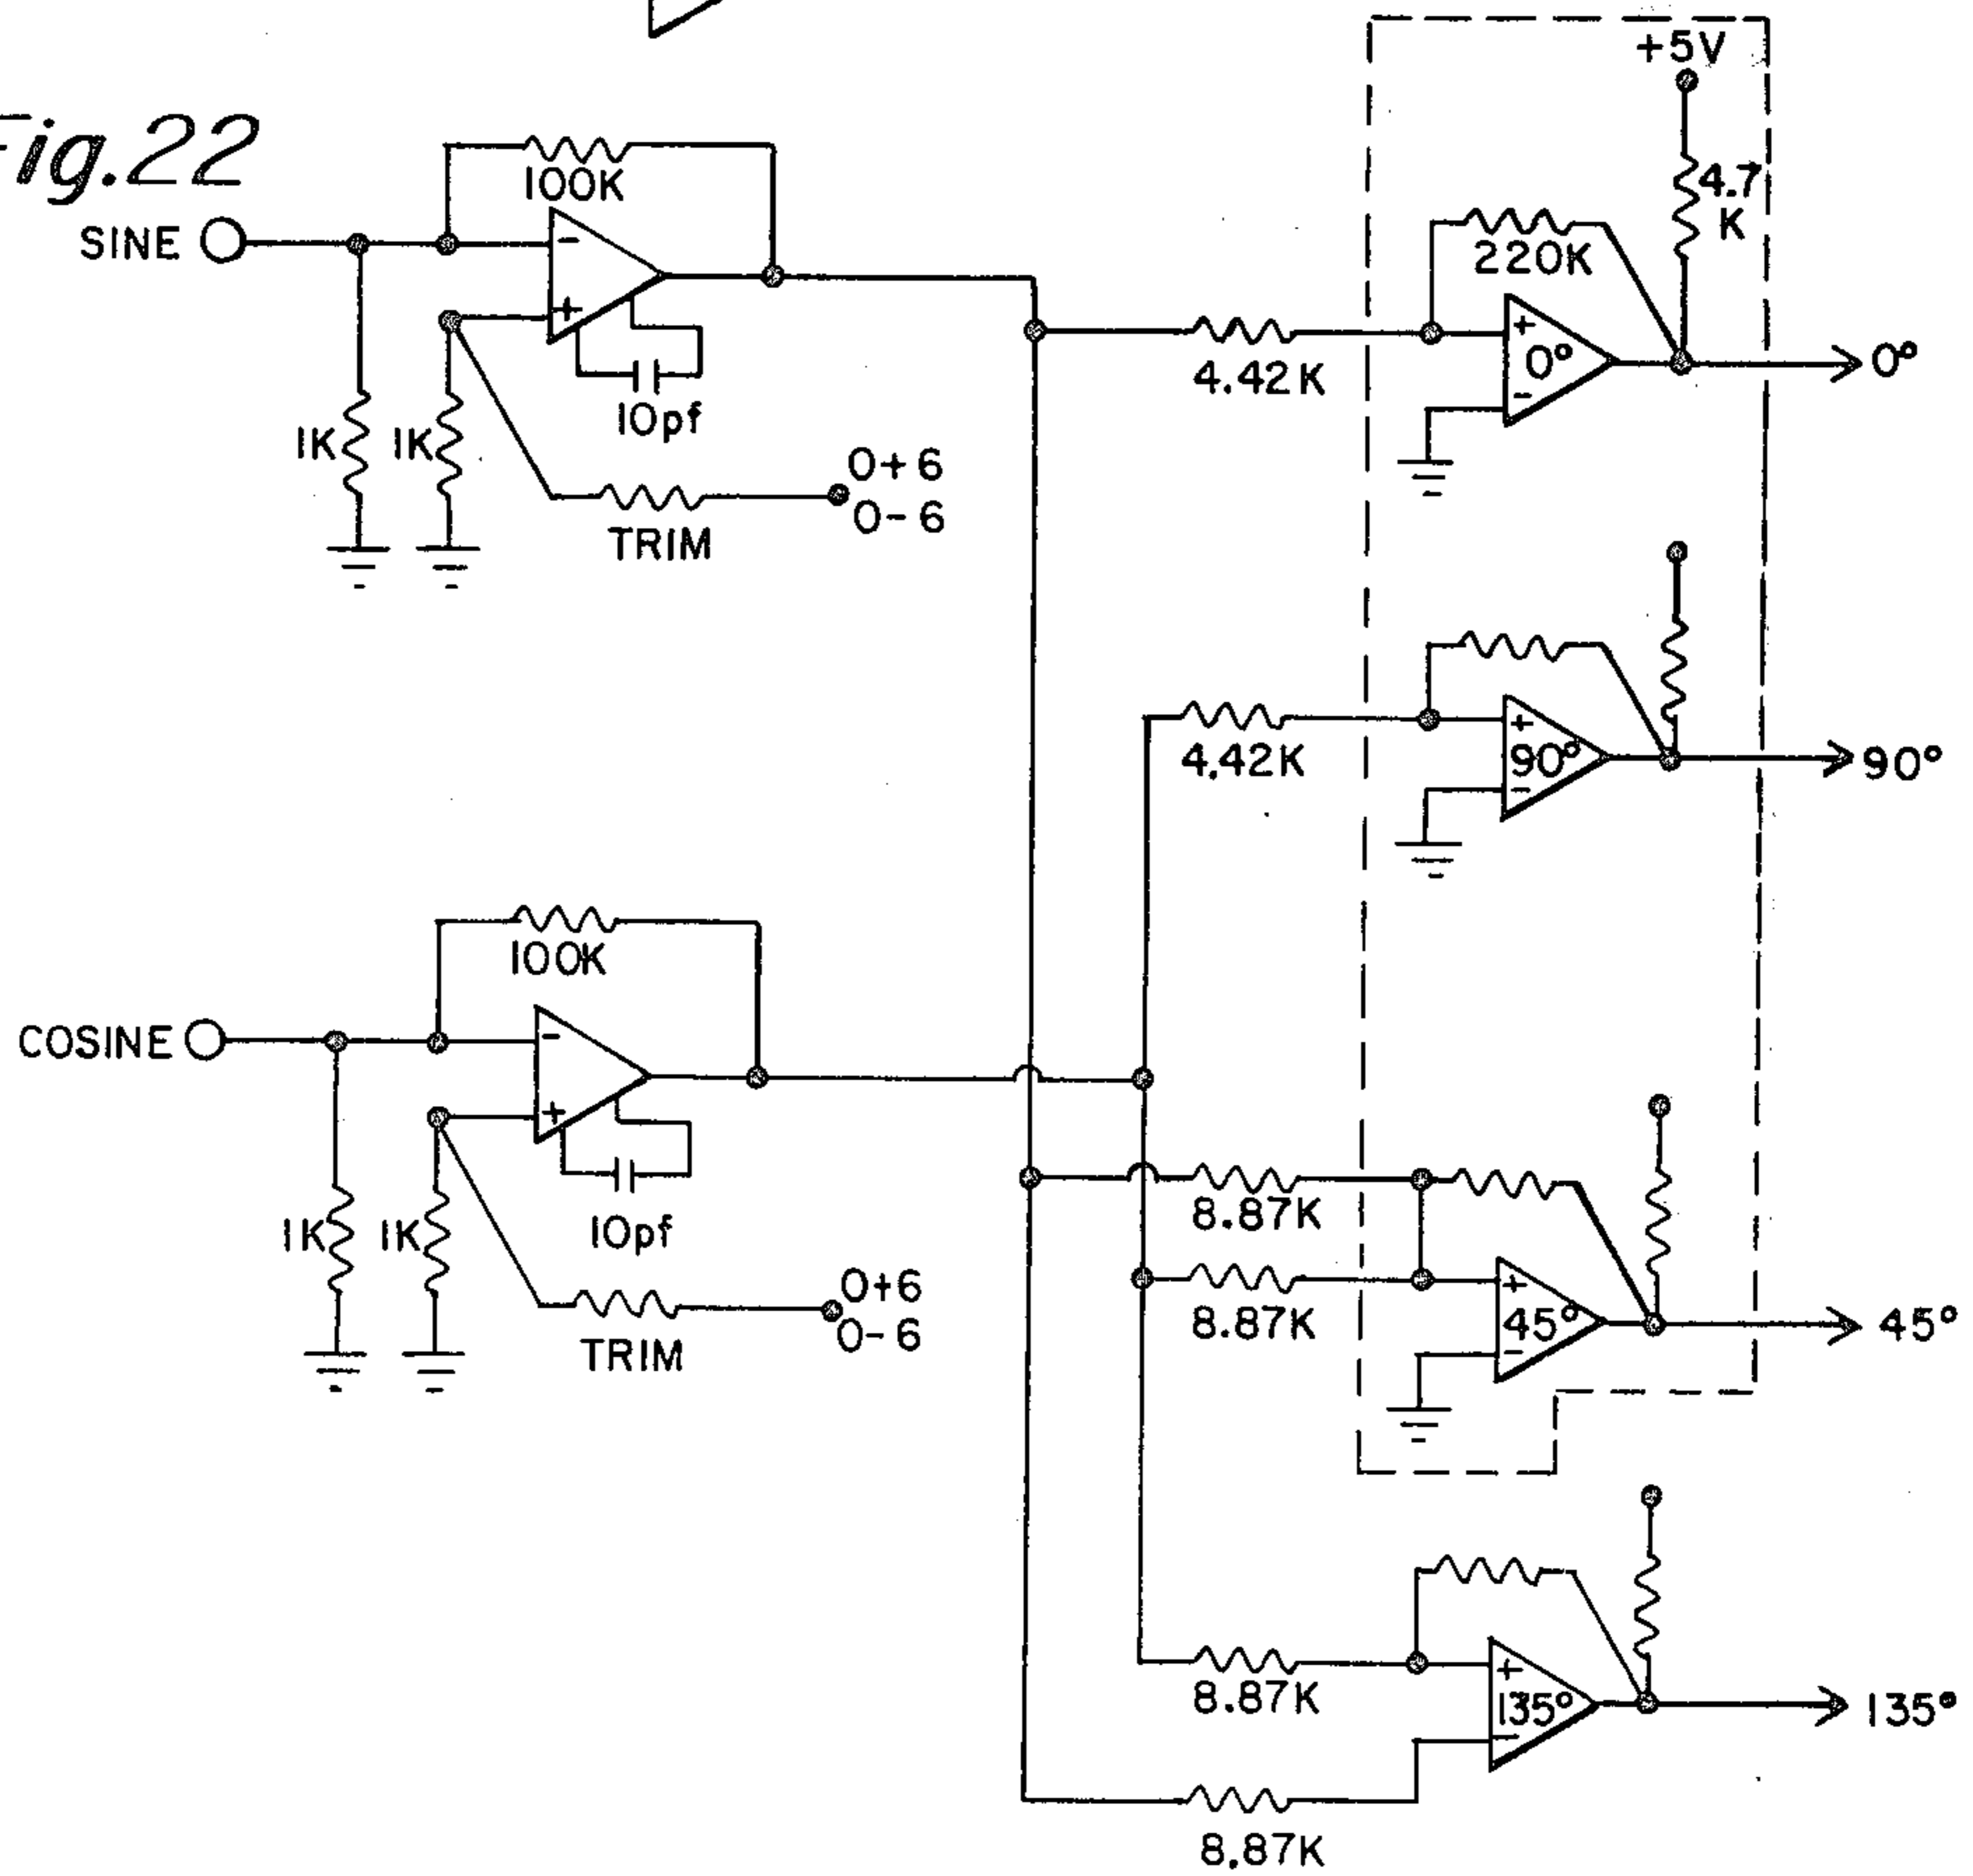 Fig.22
+5V
4.7
K
100K
SINE
220K
+
0°
-
0°
4.42K
-
+
10pf
1K
1K
0+6
0-6
TRIM
+
90°
-
90°
4.42K
100K
COSINE
-
+
10pf
1K
1K
0+6
0-6
TRIM
8.87K
8.87K
+
45°
-
45°
8.87K
+
135°
-
135°
8.87K